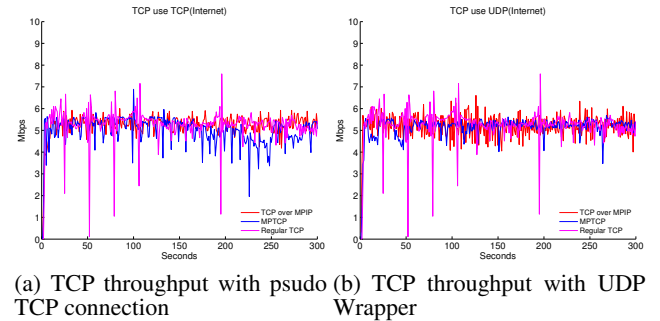 TCP use TCP(Internet)
10
9
8
7
6
5
4
3
2
1
0
Mbps
0 50 100 150 200 250 300
Seconds
TCP over MPIP
MPTCP
Regular TCP
TCP use UDP(Internet)
10
9
8
7
6
5
4
3
2
1
0
Mbps
0 50 100 150 200 250 300
Seconds
TCP over MPIP
MPTCP
Regular TCP
(a) TCP throughput with psudo
TCP connection
(b) TCP throughput with UDP
Wrapper